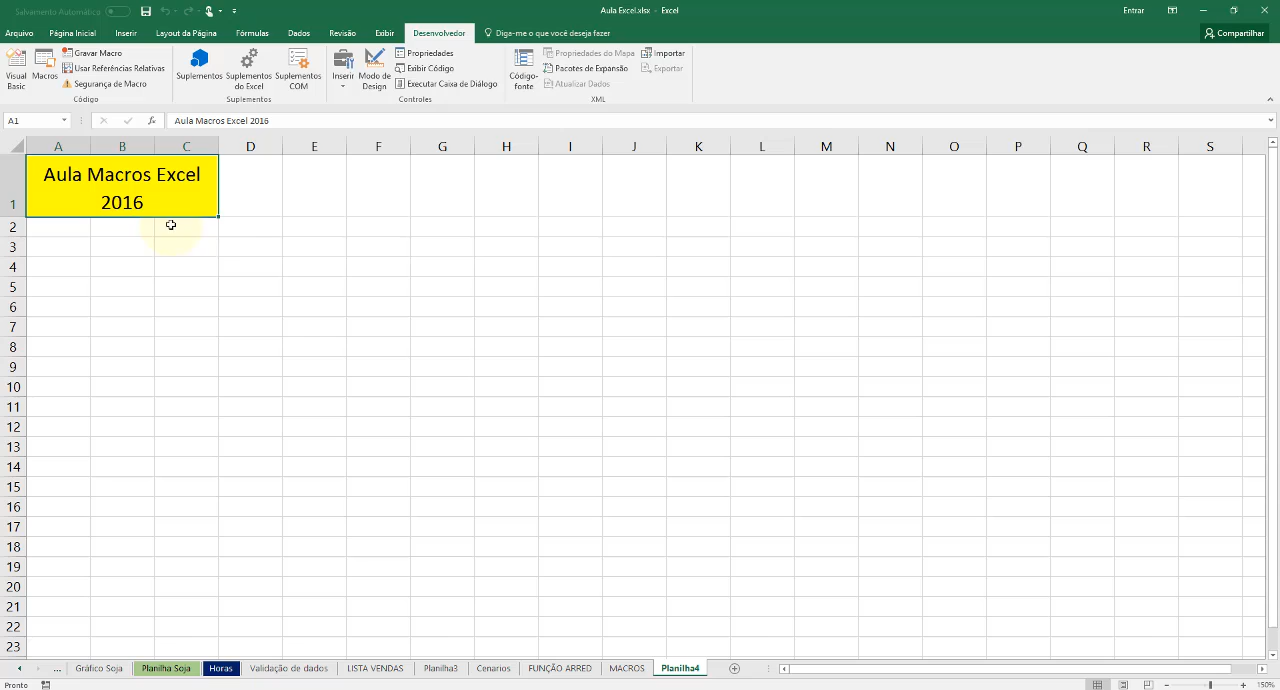 Salvamento Automático
Aula Excel.xlsx - Excel
Entrar
Arquivo Página Inicial Inserir Layout da Página Fórmulas Dados Revisão Exibir Desenvolvedor Diga-me o que você deseja fazer
Compartilhar
Visual Basic
Macros
Gravar Macro
Usar Referências Relativas
Segurança de Macro
Código
Suplementos
Suplementos do Excel
Suplementos COM
Suplementos
Inserir
Modo de Design
Propriedades
Exibir Código
Executar Caixa de Diálogo
Controles
Código-fonte
Propriedades do Mapa
Pacotes de Expansão
Atualizar Dados
Importar
Exportar
XML
A1
fx
Aula Macros Excel 2016
A B C D E F G H I J K L M N O P Q R S
1
Aula Macros Excel
2016
2
3
4
5
6
7
8
9
10
11
12
13
14
15
16
17
18
19
20
21
22
23
... Gráfico Soja Planilha Soja Horas Validação de dados LISTA VENDAS Planilha3 Cenarios FUNÇÃO ARRED MACROS Planilha4
Pronto
150%